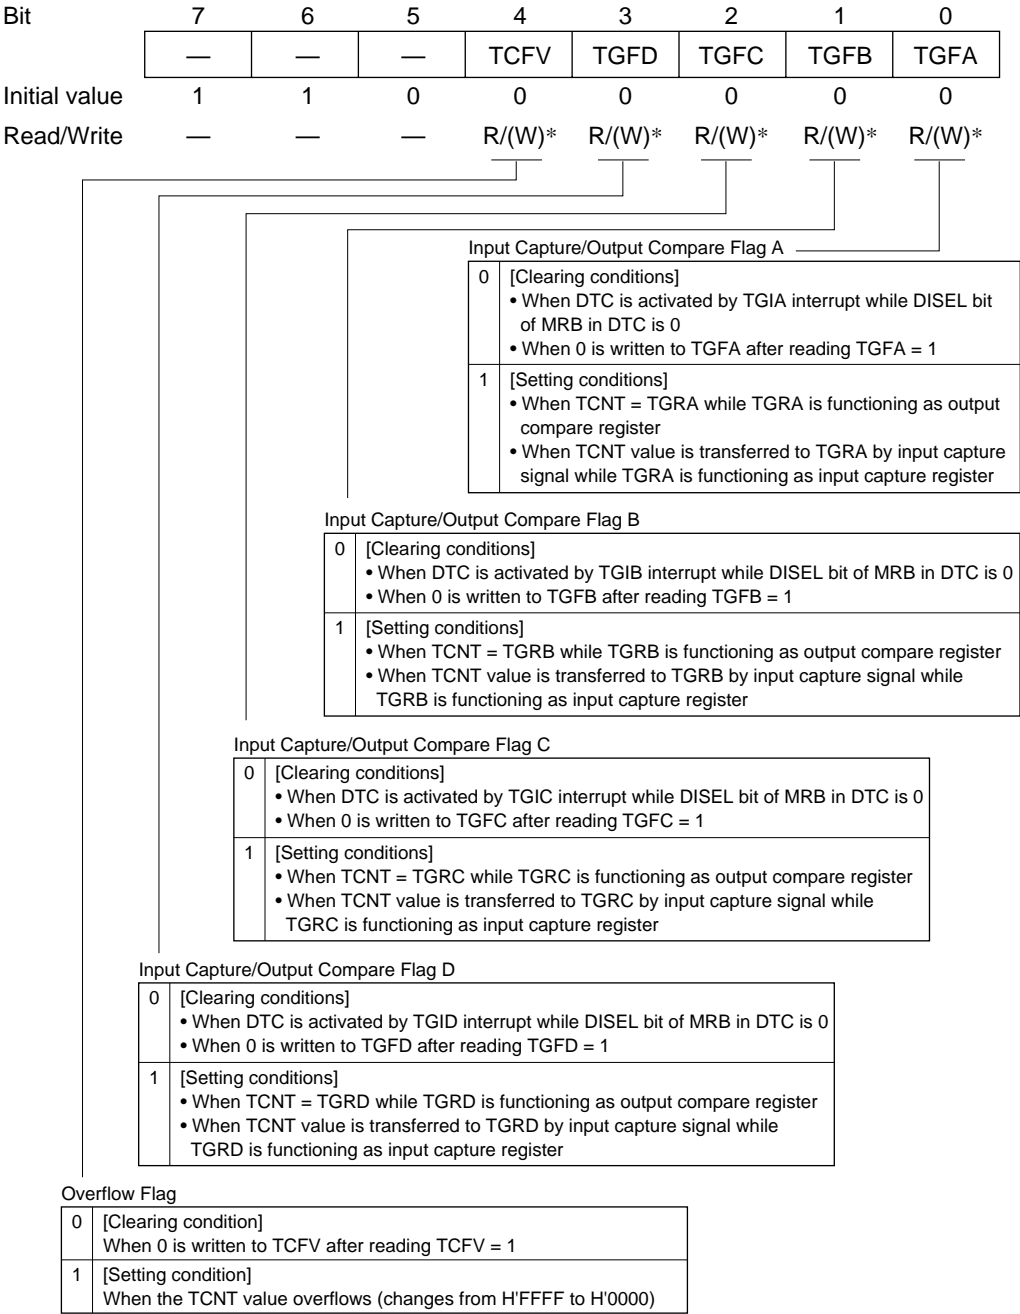 Bit 7 6 5 4 3 2 1 0
— — — TCFV TGFD TGFC TGFB TGFA
Initial value 1 1 0 0 0 0 0 0
Read/Write — — — R/(W)* R/(W)* R/(W)* R/(W)* R/(W)*
Input Capture/Output Compare Flag A
0 [Clearing conditions]
• When DTC is activated by TGIA interrupt while DISEL bit
of MRB in DTC is 0
• When 0 is written to TGFA after reading TGFA = 1
1 [Setting conditions]
• When TCNT = TGRA while TGRA is functioning as output
compare register
• When TCNT value is transferred to TGRA by input capture
signal while TGRA is functioning as input capture register
Input Capture/Output Compare Flag B
0 [Clearing conditions]
• When DTC is activated by TGIB interrupt while DISEL bit of MRB in DTC is 0
• When 0 is written to TGFB after reading TGFB = 1
1 [Setting conditions]
• When TCNT = TGRB while TGRB is functioning as output compare register
• When TCNT value is transferred to TGRB by input capture signal while
TGRB is functioning as input capture register
Input Capture/Output Compare Flag C
0 [Clearing conditions]
• When DTC is activated by TGIC interrupt while DISEL bit of MRB in DTC is 0
• When 0 is written to TGFC after reading TGFC = 1
1 [Setting conditions]
• When TCNT = TGRC while TGRC is functioning as output compare register
• When TCNT value is transferred to TGRC by input capture signal while
TGRC is functioning as input capture register
Input Capture/Output Compare Flag D
0 [Clearing conditions]
• When DTC is activated by TGID interrupt while DISEL bit of MRB in DTC is 0
• When 0 is written to TGFD after reading TGFD = 1
1 [Setting conditions]
• When TCNT = TGRD while TGRD is functioning as output compare register
• When TCNT value is transferred to TGRD by input capture signal while
TGRD is functioning as input capture register
Overflow Flag
0 [Clearing condition]
When 0 is written to TCFV after reading TCFV = 1
1 [Setting condition]
When the TCNT value overflows (changes from H'FFFF to H'0000)